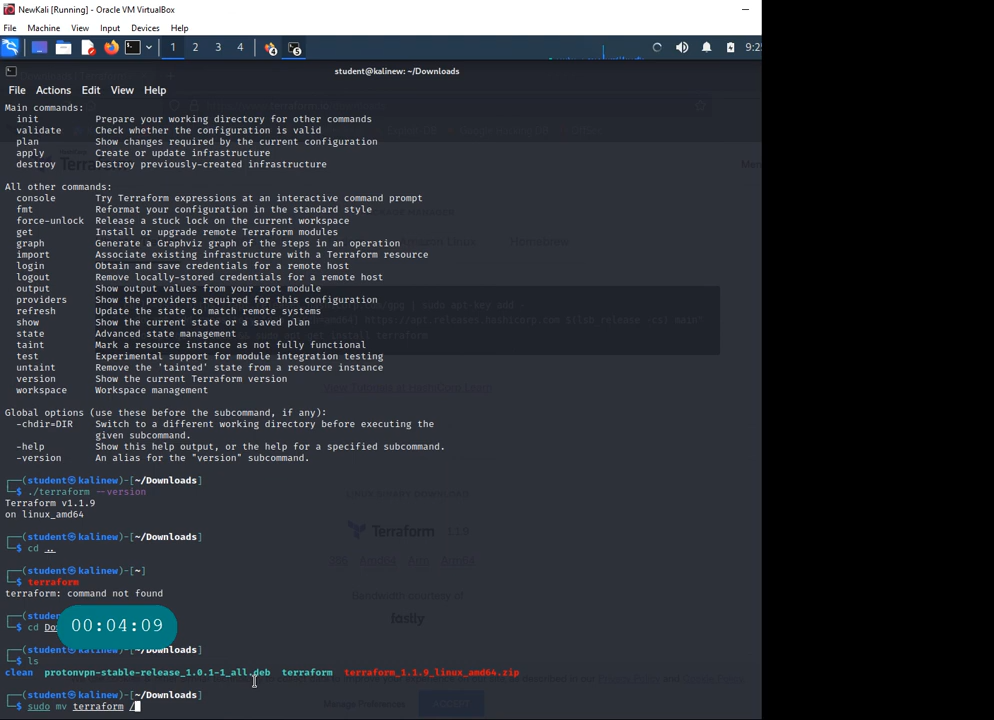 NewKali [Running] - Oracle VM VirtualBox
File Machine View Input Devices Help
1 2 3 4 5 9:2
student@kalinew: ~/Downloads
File Actions Edit View Help
Main commands:
init Prepare your working directory for other commands
validate Check whether the configuration is valid
plan Show changes required by the current configuration
apply Create or update infrastructure
destroy Destroy previously-created infrastructure
All other commands:
console Try Terraform expressions at an interactive command prompt
fmt Reformat your configuration in the standard style
force-unlock Release a stuck lock on the current workspace
get Install or upgrade remote Terraform modules
graph Generate a Graphviz graph of the steps in an operation
import Associate existing infrastructure with a Terraform resource
login Obtain and save credentials for a remote host
logout Remove locally-stored credentials for a remote host
output Show output values from your root module
providers Show the providers required for this configuration
refresh Update the state to match remote systems
show Show the current state or a saved plan
state Advanced state management
taint Mark a resource instance as not fully functional
test Experimental support for module integration testing
untaint Remove the 'tainted' state from a resource instance
version Show the current Terraform version
workspace Workspace management
Global options (use these before the subcommand, if any):
-chdir=DIR Switch to a different working directory before executing the
given subcommand.
-help Show this help output, or the help for a specified subcommand.
-version An alias for the "version" subcommand.
(student㉿kalinew)-[~/Downloads]
$ ./terraform --version
Terraform v1.1.9
on linux_amd64
(student㉿kalinew)-[~/Downloads]
$ cd ..
(student㉿kalinew)-[~]
$ terraform
terraform: command not found
$ cd
00:04:09
(student㉿kalinew)-[~/Downloads]
$ ls
clean protonvpn-stable-release_1.0.1-1_all.deb terraform terraform_1.1.9_linux_amd64.zip
(student㉿kalinew)-[~/Downloads]
$ sudo mv terraform /